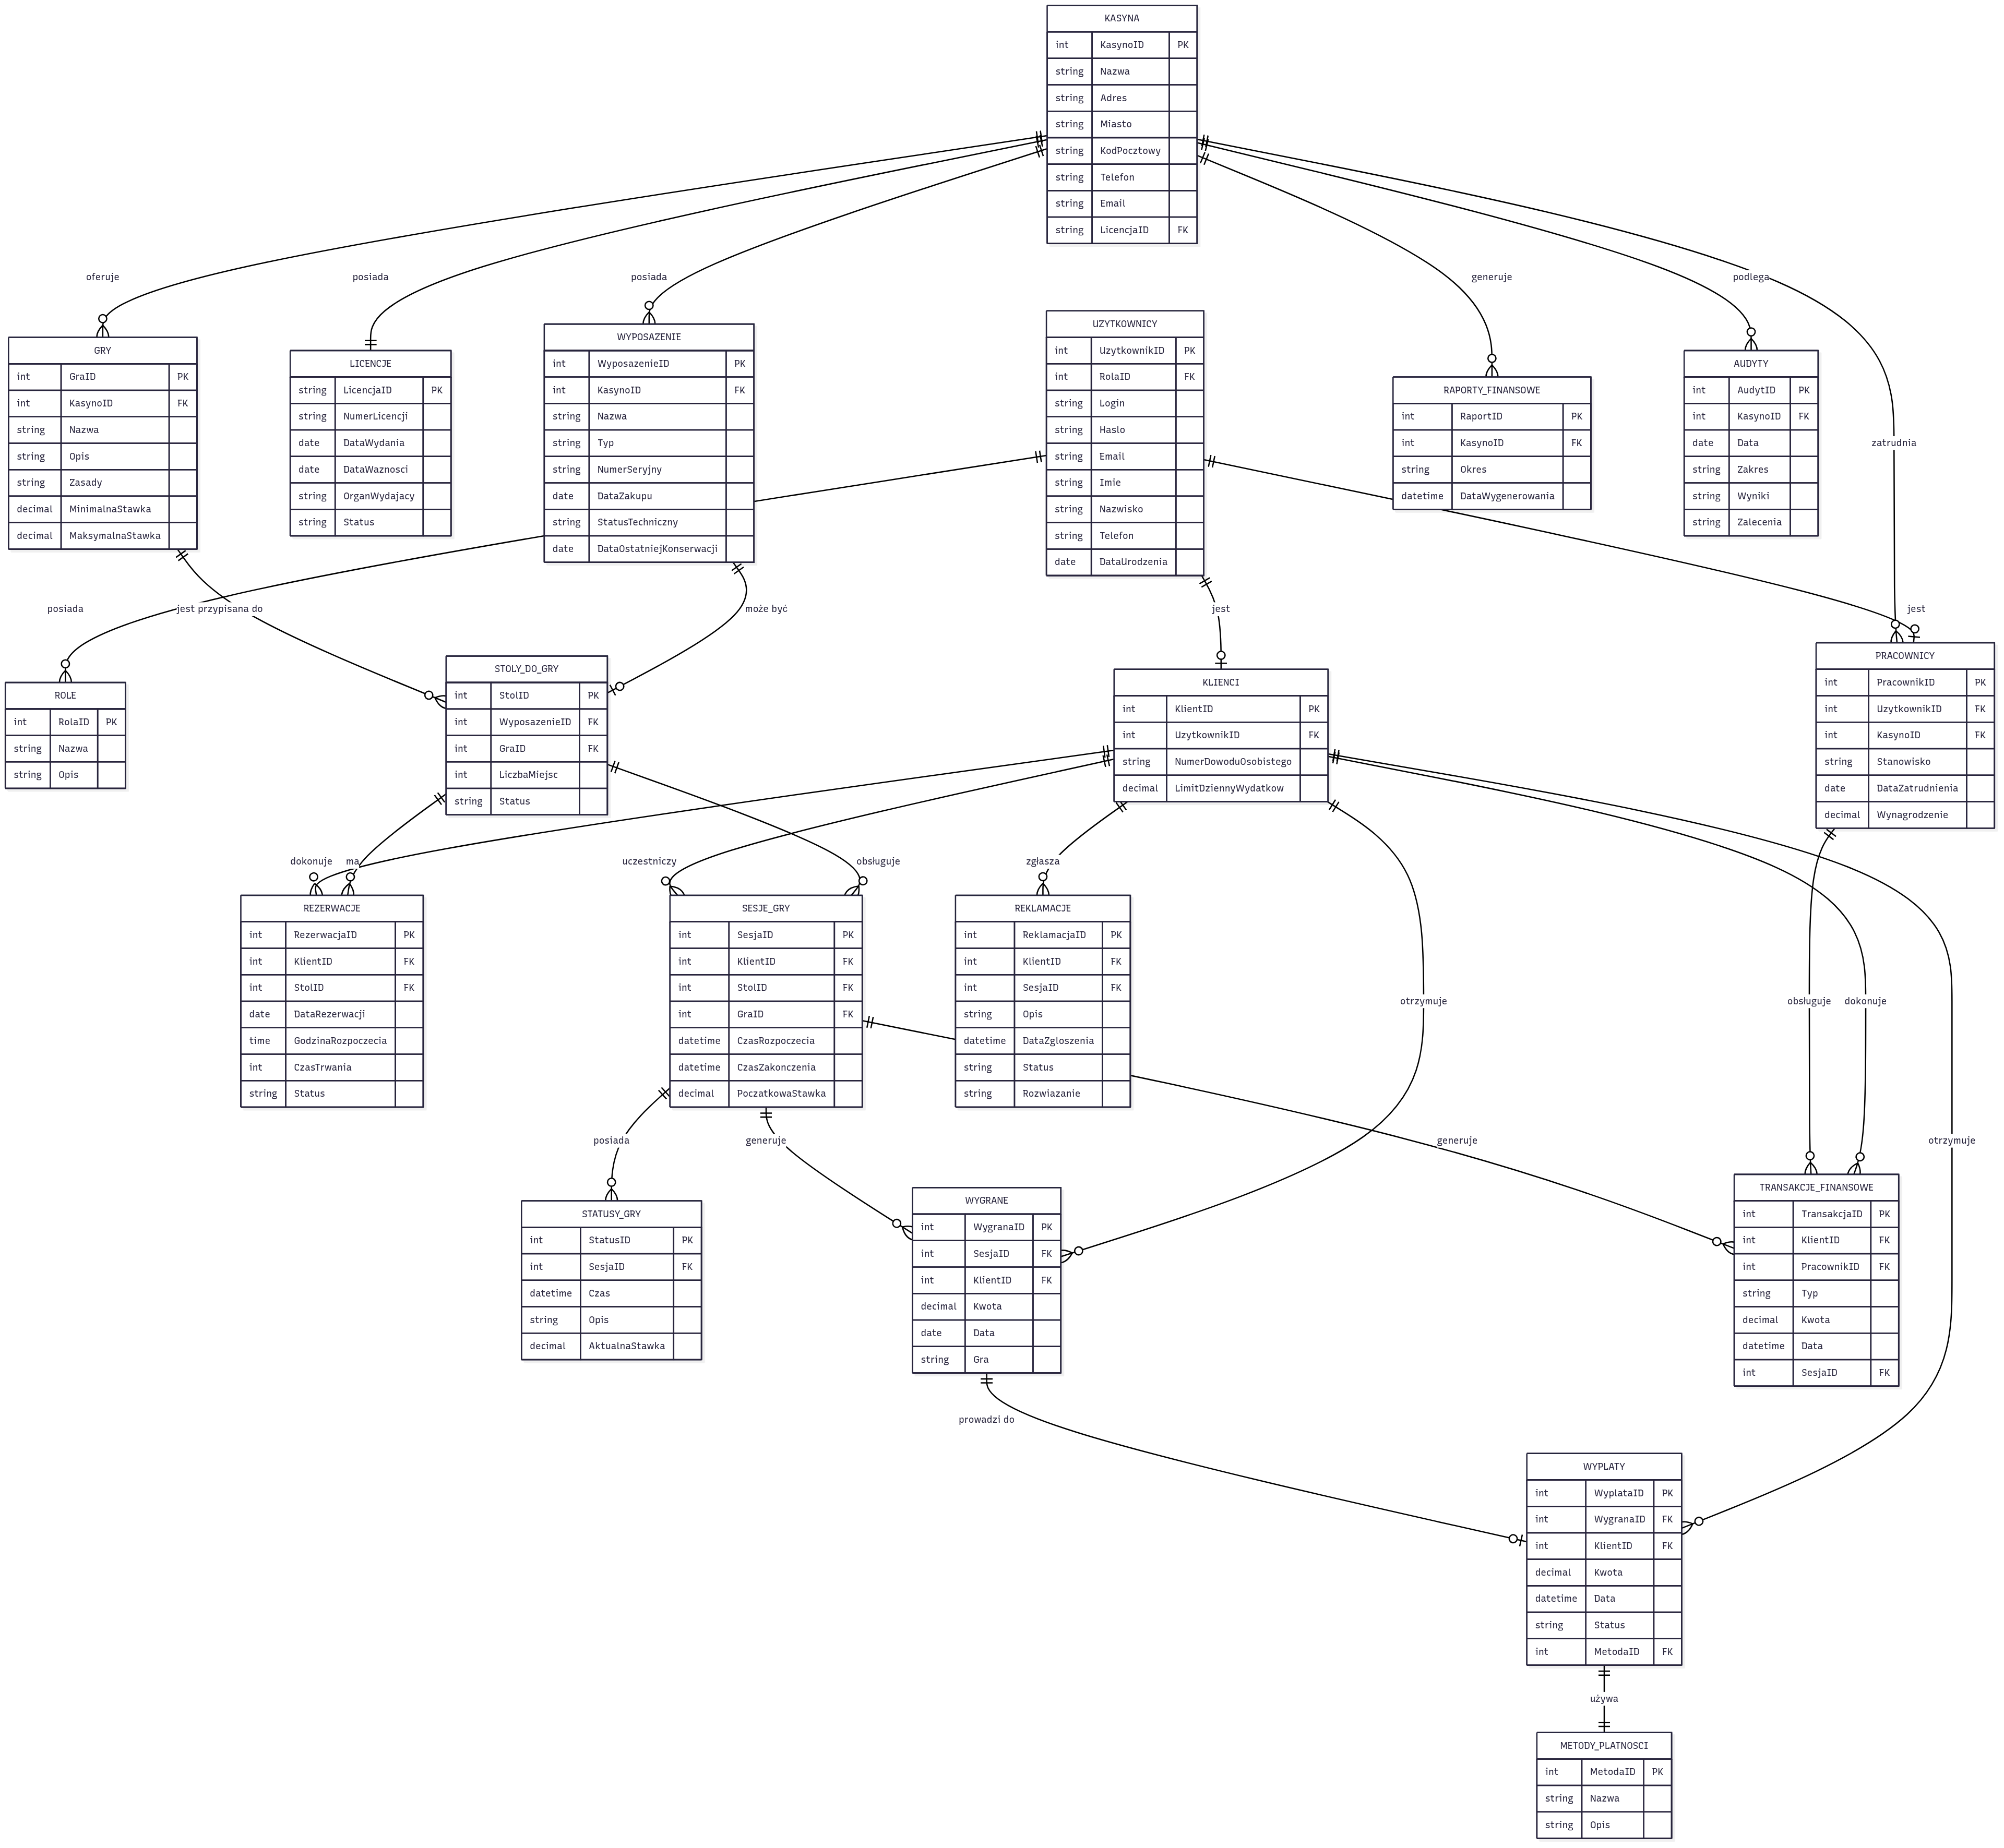 KASYNA
int KasynoID PK
string Nazwa
string Adres
string Miasto
string KodPocztowy
string Telefon
string Email
string LicencjaID FK
oferuje
posiada
posiada
generuje
podlega
zatrudnia
GRY
int GraID PK
int KasynoID FK
string Nazwa
string Opis
string Zasady
decimal MinimalnaStawka
decimal MaksymalnaStawka
LICENCJE
string LicencjaID PK
string NumerLicencji
date DataWydania
date DataWaznosci
string OrganWydajacy
string Status
WYPOSAZENIE
int WyposazenieID PK
int KasynoID FK
string Nazwa
string Typ
string NumerSeryjny
date DataZakupu
string StatusTechniczny
date DataOstatniejKonserwacji
UZYTKOWNICY
int UzytkownikID PK
int RolaID FK
string Login
string Haslo
string Email
string Imie
string Nazwisko
string Telefon
date DataUrodzenia
RAPORTY_FINANSOWE
int RaportID PK
int KasynoID FK
string Okres
datetime DataWygenerowania
AUDYTY
int AudytID PK
int KasynoID FK
date Data
string Zakres
string Wyniki
string Zalecenia
posiada
jest przypisana do
może być
jest
jest
ROLE
int RolaID PK
string Nazwa
string Opis
STOLY_DO_GRY
int StolID PK
int WyposazenieID FK
int GraID FK
int LiczbaMiejsc
string Status
KLIENCI
int KlientID PK
int UzytkownikID FK
string NumerDowoduOsobistego
decimal LimitDziennyWydatkow
PRACOWNICY
int PracownikID PK
int UzytkownikID FK
int KasynoID FK
string Stanowisko
date DataZatrudnienia
decimal Wynagrodzenie
dokonuje
ma
uczestniczy
obsługuje
zgłasza
otrzymuje
obsługuje
dokonuje
otrzymuje
REZERWACJE
int RezerwacjaID PK
int KlientID FK
int StolID FK
date DataRezerwacji
time GodzinaRozpoczecia
int CzasTrwania
string Status
SESJE_GRY
int SesjaID PK
int KlientID FK
int StolID FK
int GraID FK
datetime CzasRozpoczecia
datetime CzasZakonczenia
decimal PoczatkowaStawka
REKLAMACJE
int ReklamacjaID PK
int KlientID FK
int SesjaID FK
string Opis
datetime DataZgloszenia
string Status
string Rozwiazanie
posiada
generuje
generuje
STATUSY_GRY
int StatusID PK
int SesjaID FK
datetime Czas
string Opis
decimal AktualnaStawka
WYGRANE
int WygranaID PK
int SesjaID FK
int KlientID FK
decimal Kwota
date Data
string Gra
TRANSAKCJE_FINANSOWE
int TransakcjaID PK
int KlientID FK
int PracownikID FK
string Typ
decimal Kwota
datetime Data
int SesjaID FK
prowadzi do
WYPLATY
int WyplataID PK
int WygranaID FK
int KlientID FK
decimal Kwota
datetime Data
string Status
int MetodaID FK
używa
METODY_PLATNOSCI
int MetodaID PK
string Nazwa
string Opis